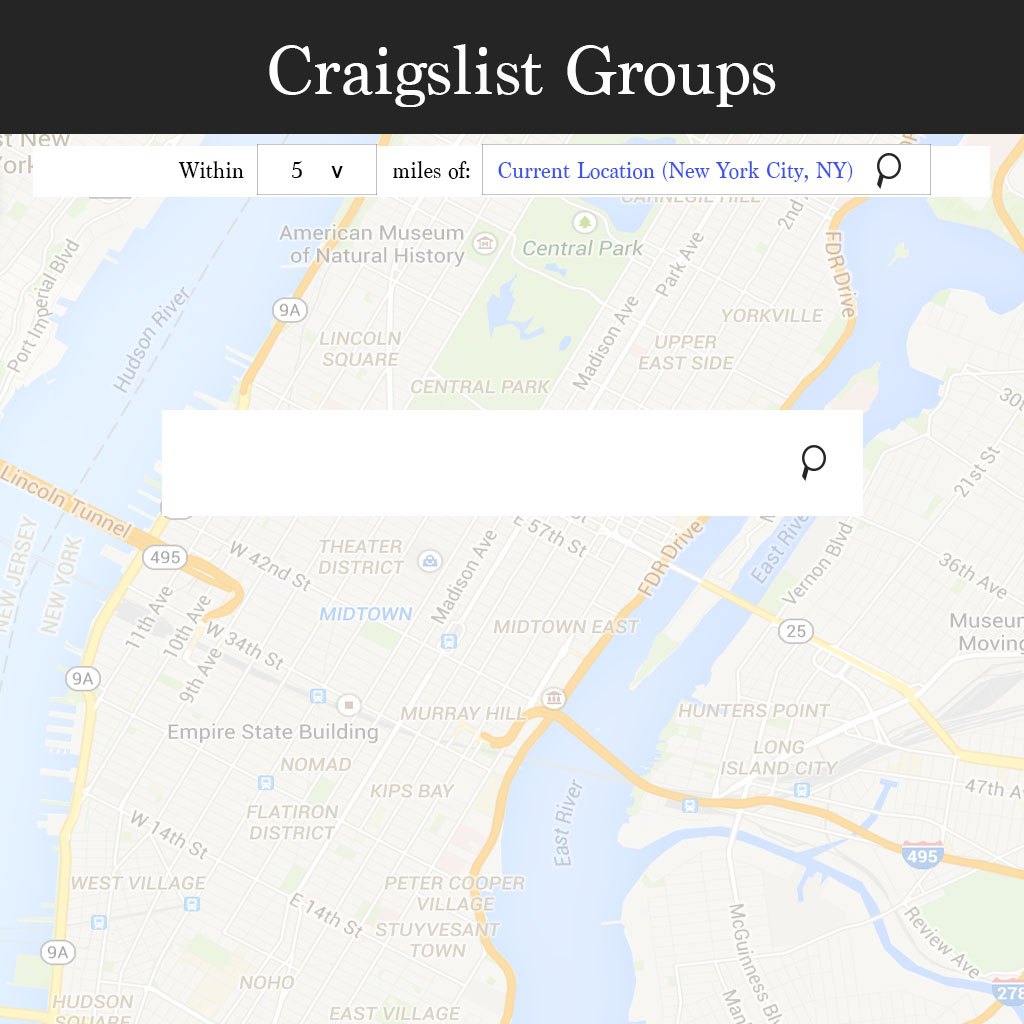 Craigslist Groups
st New
York
Within 5 v miles of: Current Location (New York City, NY)
CARNEGIE HILL
2nd
FDR Drive
American Museum
of Natural History
Central Park
Park Ave
Port Imperial Blvd
Hudson River
9A
Madison Ave
YORKVILLE
LINCOLN
SQUARE
UPPER
EAST SIDE
CENTRAL PARK
30t
21st St
Lincoln Tunnel
E 57th St
NEW JERSEY
NEW YORK
495
W 42nd St
THEATER
DISTRICT
Madison Ave
FDR Drive
East River
Vernon Blvd
36th Ave
11th Ave
10th Ave
MIDTOWN
MIDTOWN EAST
25
Museum
Moving
W 34th St
9th Ave
9A
Empire State Building
MURRAY HILL
HUNTERS POINT
NOMAD
LONG
ISLAND CITY
KIPS BAY
47th A
FLATIRON
DISTRICT
W 14th St
East River
495
WEST VILLAGE
PETER COOPER
VILLAGE
E 14th St
STUYVESANT
TOWN
McGuinness Bl
Review Ave
9A
NOHO
278
HUDSON
SQUARE
EAST VILLAGE
Man